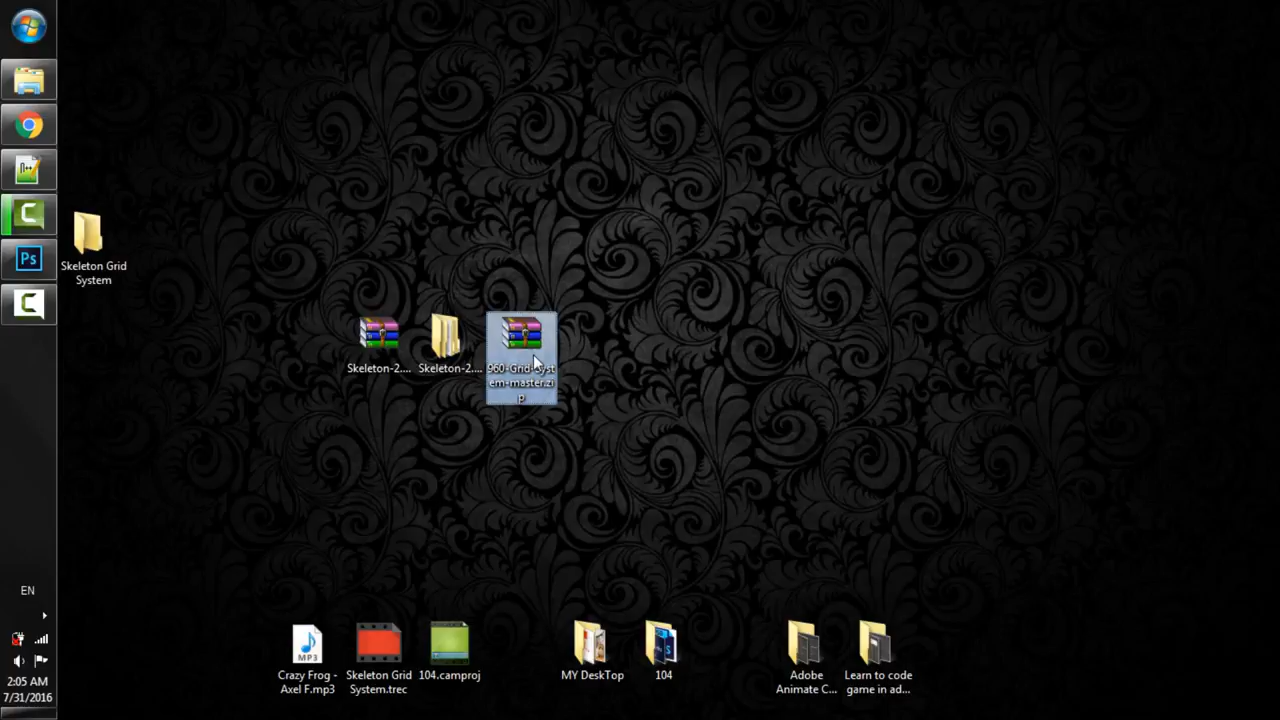 Skeleton Grid
System
Skeleton-2....
Skeleton-2....
960-Grid-Syst
em-master.zi
p
EN
2:05 AM
7/31/2016
Crazy Frog -
Axel F.mp3
Skeleton Grid
System.trec
104.camproj
MY DeskTop
104
Adobe
Animate C...
Learn to code
game in ad...
Ps
MP3